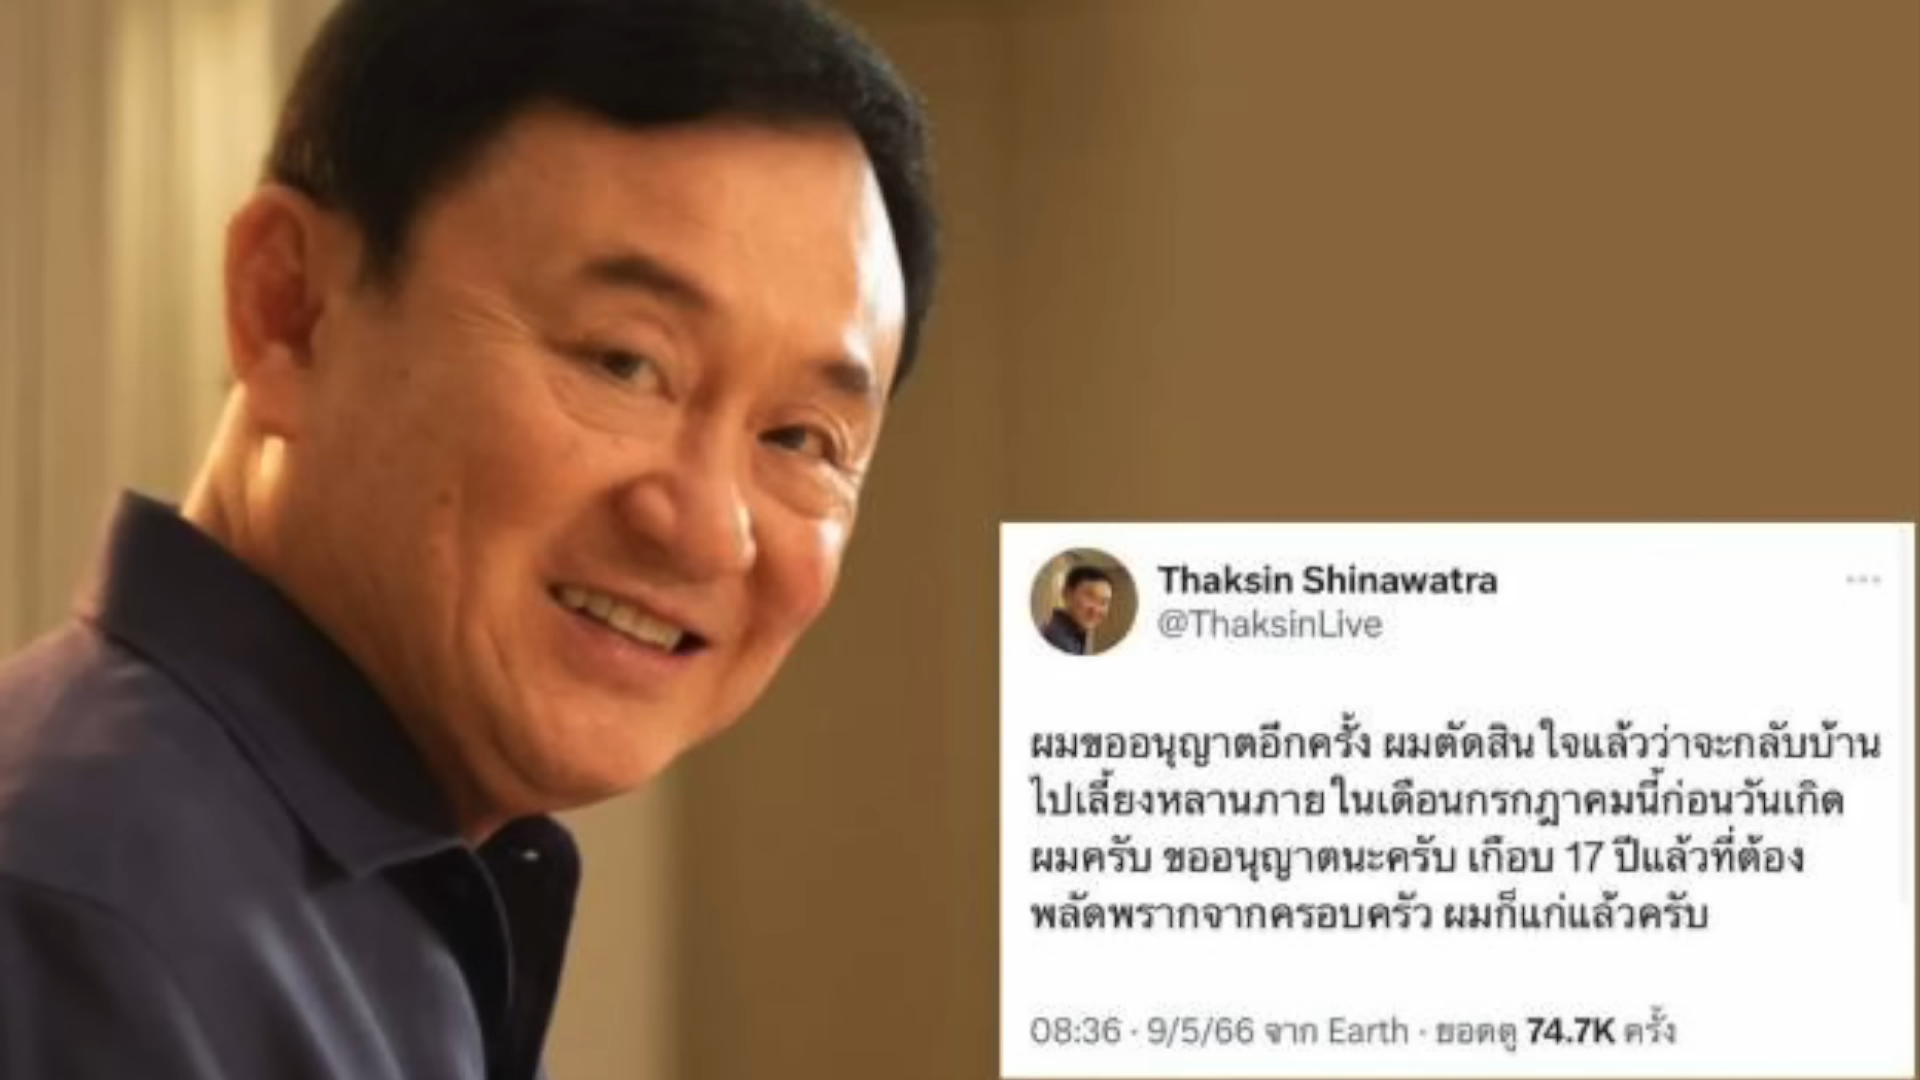 Thaksin Shinawatra
@ThaksinLive
ผมขออนุญาตอีกครั้ง ผมตัดสินใจแล้วว่าจะกลับบ้าน
ไปเลี้ยงหลานภายในเดือนกรกฎาคมนี้ก่อนวันเกิด
ผมครับ ขออนุญาตนะครับ เกือบ 17 ปีแล้วที่ต้อง
พลัดพรากจากครอบครัว ผมก็แก่แล้วครับ
08:36 · 9/5/66 จาก Earth · ยอดดู 74.7K ครั้ง